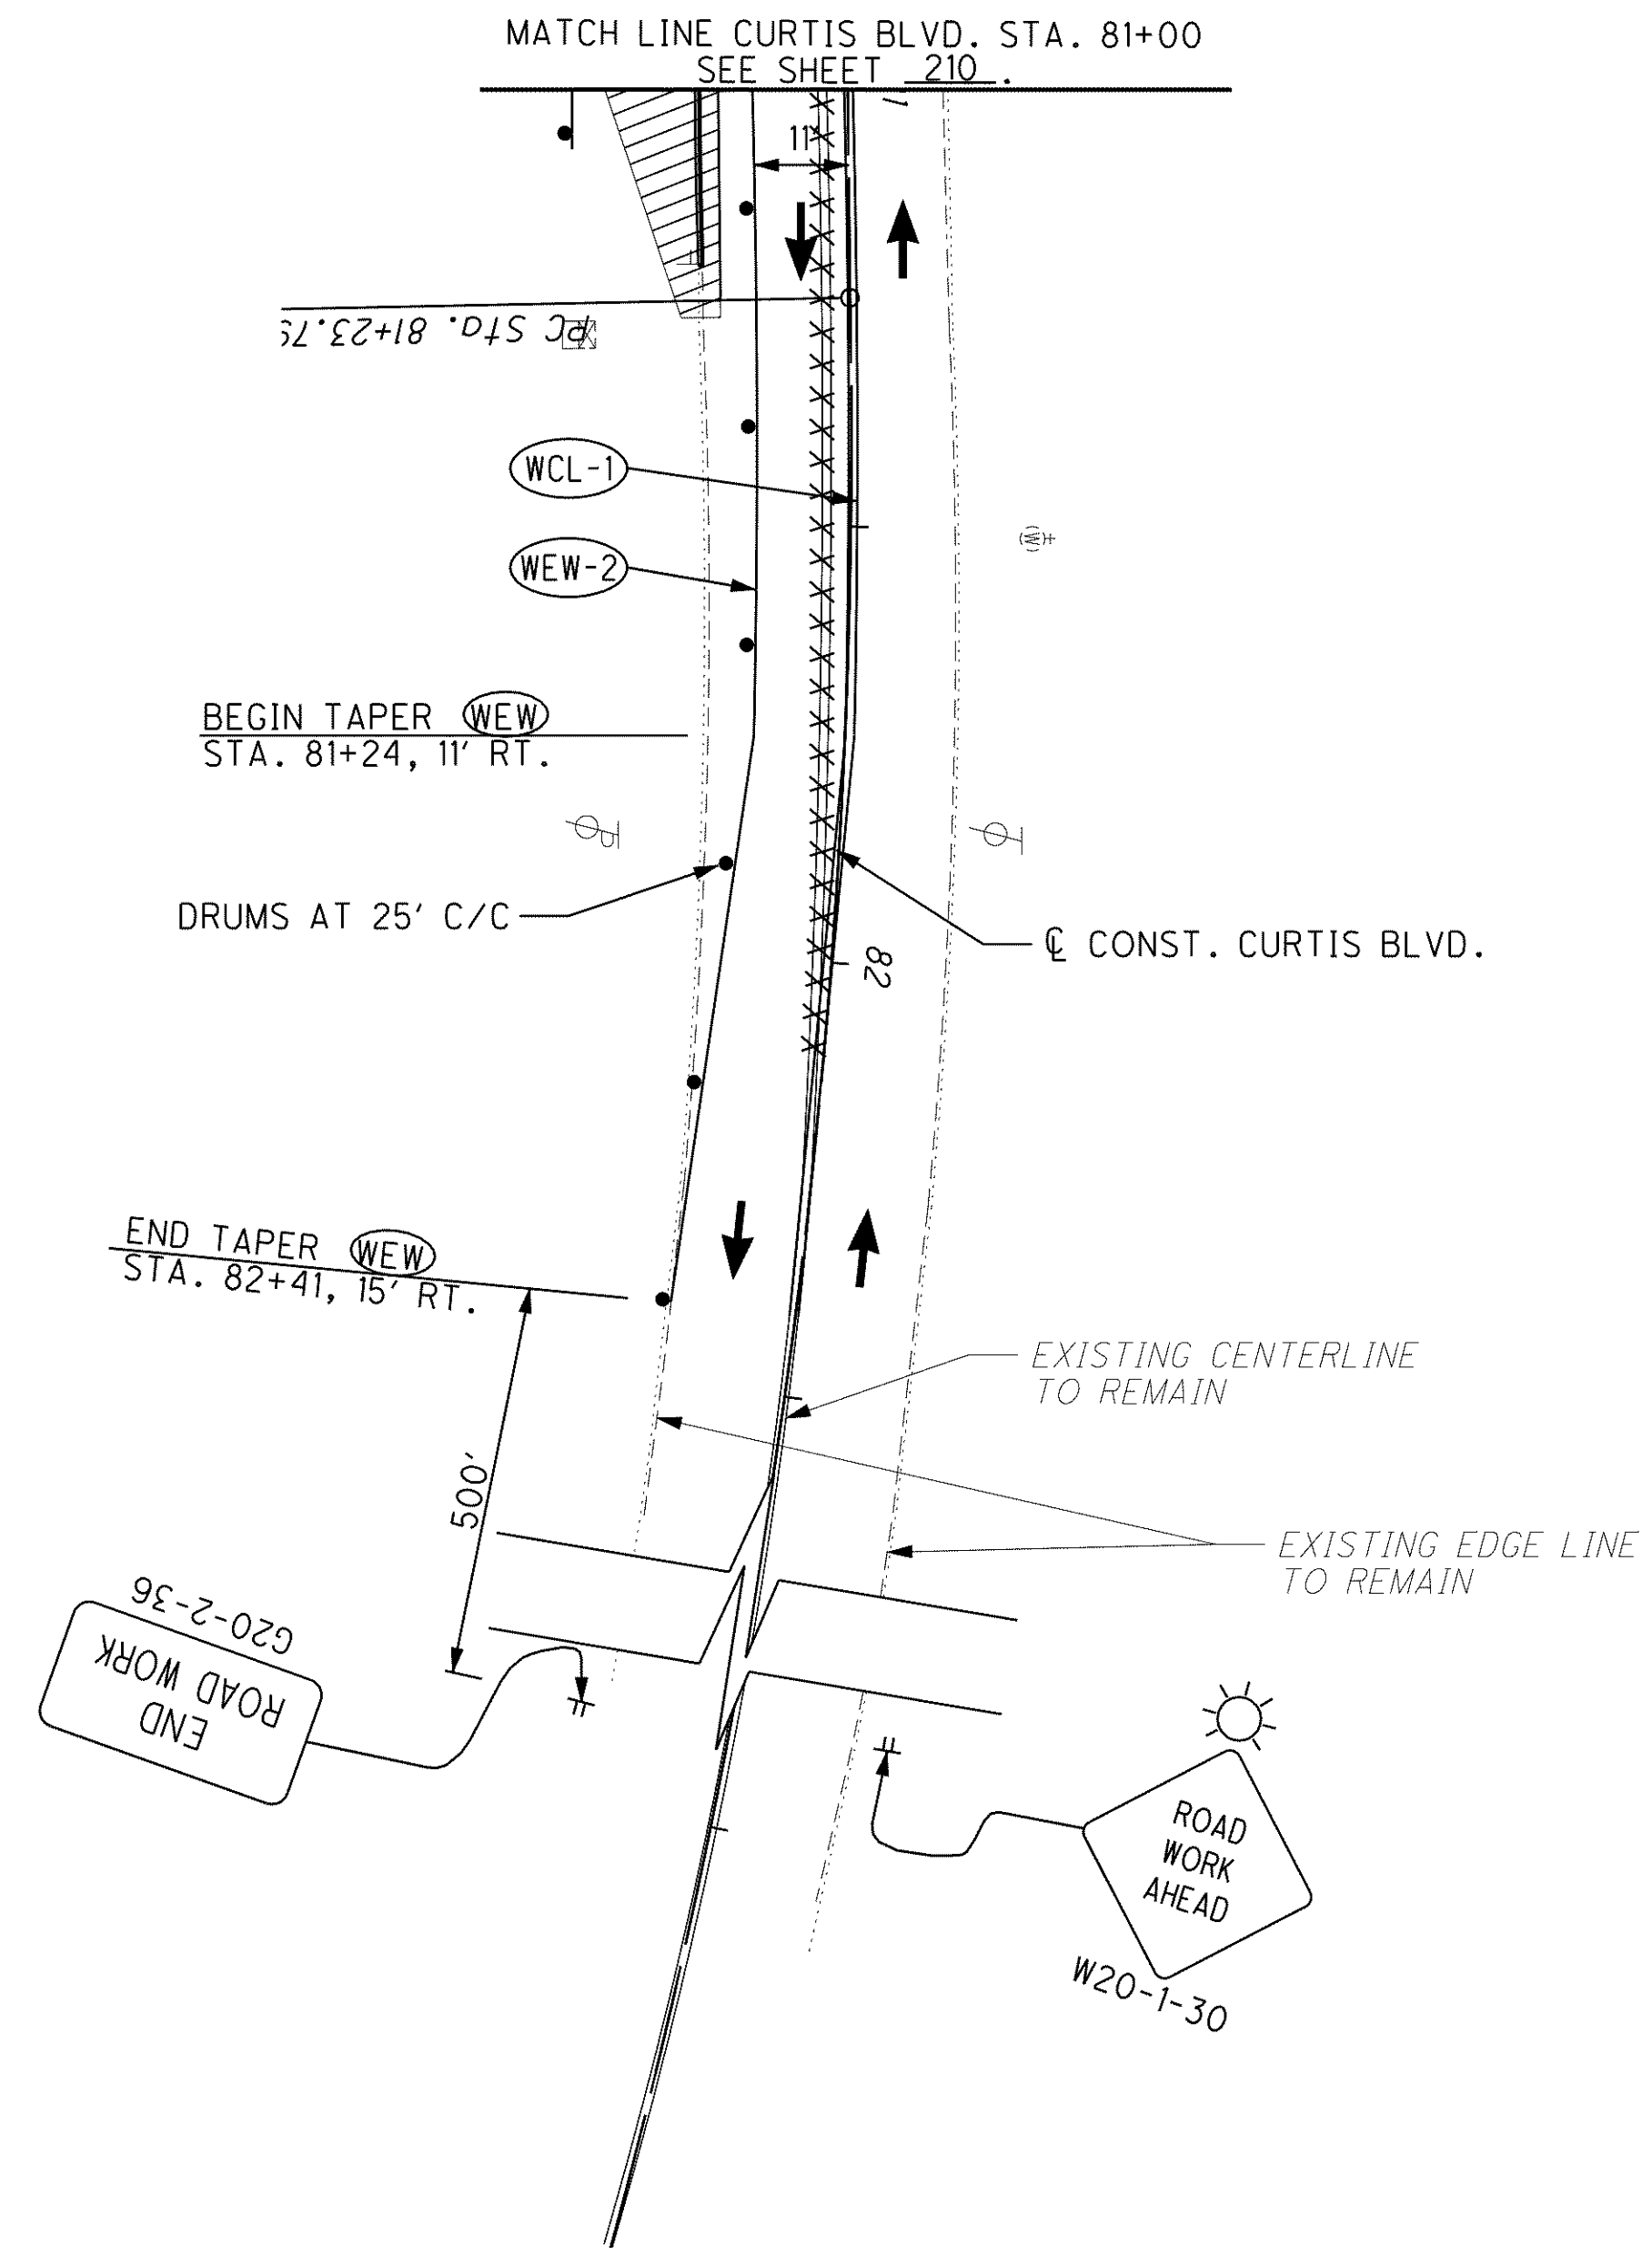 MATCH LINE CURTIS BLVD. STA. 81+00
SEE SHEET 210.
11'
PC Sta. 81+23.79
WCL-1
WEW-2
BEGIN TAPER WEW
STA. 81+24, 11' RT.
DRUMS AT 25' C/C
℄ CONST. CURTIS BLVD.
82
END TAPER WEW
STA. 82+41, 15' RT.
EXISTING CENTERLINE
TO REMAIN
500'
EXISTING EDGE LINE
TO REMAIN
G20-2-36
END
ROAD WORK
ROAD
WORK
AHEAD
W20-1-30